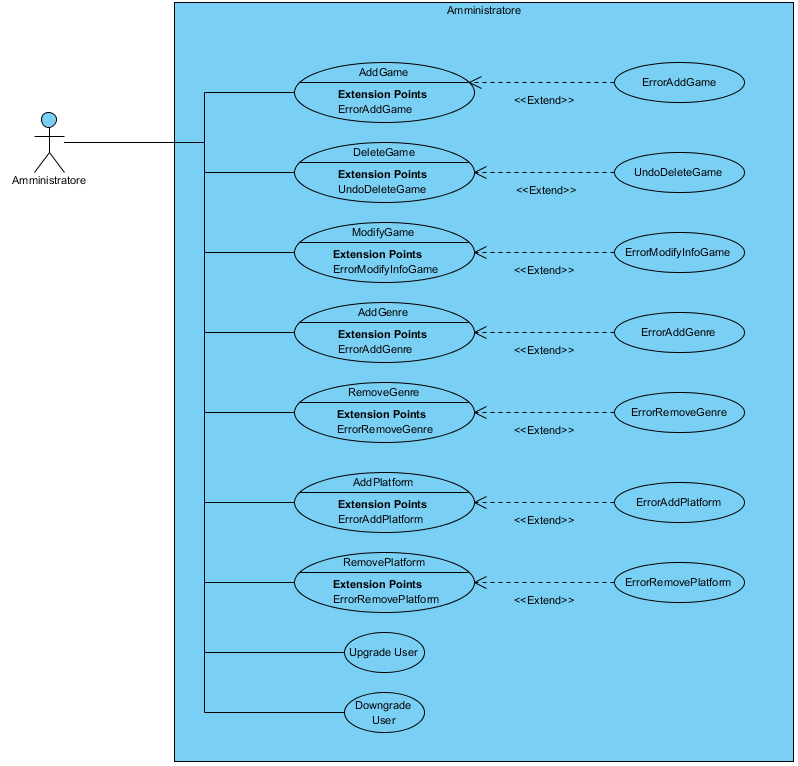 Amministratore
Amministratore
AddGame
Extension Points
ErrorAddGame
<<Extend>>
ErrorAddGame
DeleteGame
Extension Points
UndoDeleteGame
<<Extend>>
UndoDeleteGame
ModifyGame
Extension Points
ErrorModifyInfoGame
<<Extend>>
ErrorModifyInfoGame
AddGenre
Extension Points
ErrorAddGenre
<<Extend>>
ErrorAddGenre
RemoveGenre
Extension Points
ErrorRemoveGenre
<<Extend>>
ErrorRemoveGenre
AddPlatform
Extension Points
ErrorAddPlatform
<<Extend>>
ErrorAddPlatform
RemovePlatform
Extension Points
ErrorRemovePlatform
<<Extend>>
ErrorRemovePlatform
Upgrade User
Downgrade
User